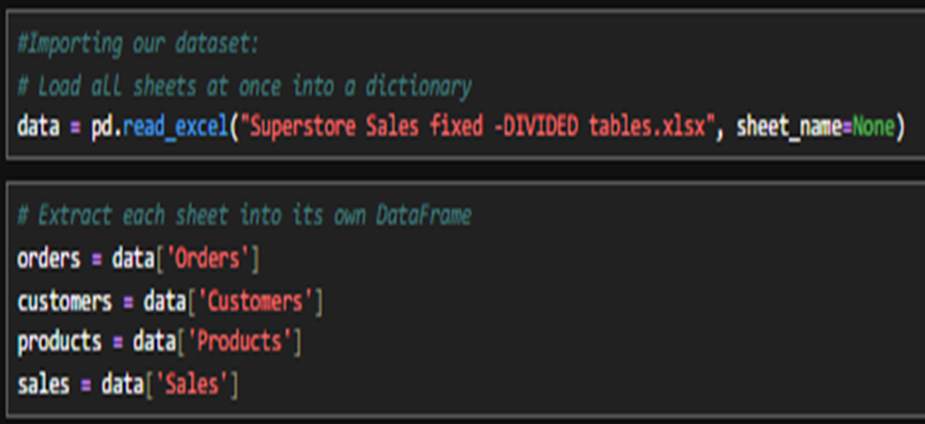 #Importing our dataset:
# Load all sheets at once into a dictionary
data = pd.read_excel("Superstore Sales fixed -DIVIDED tables.xlsx", sheet_name=None)
# Extract each sheet into its own DataFrame
orders = data['Orders']
customers = data['Customers']
products = data['Products']
sales = data['Sales']